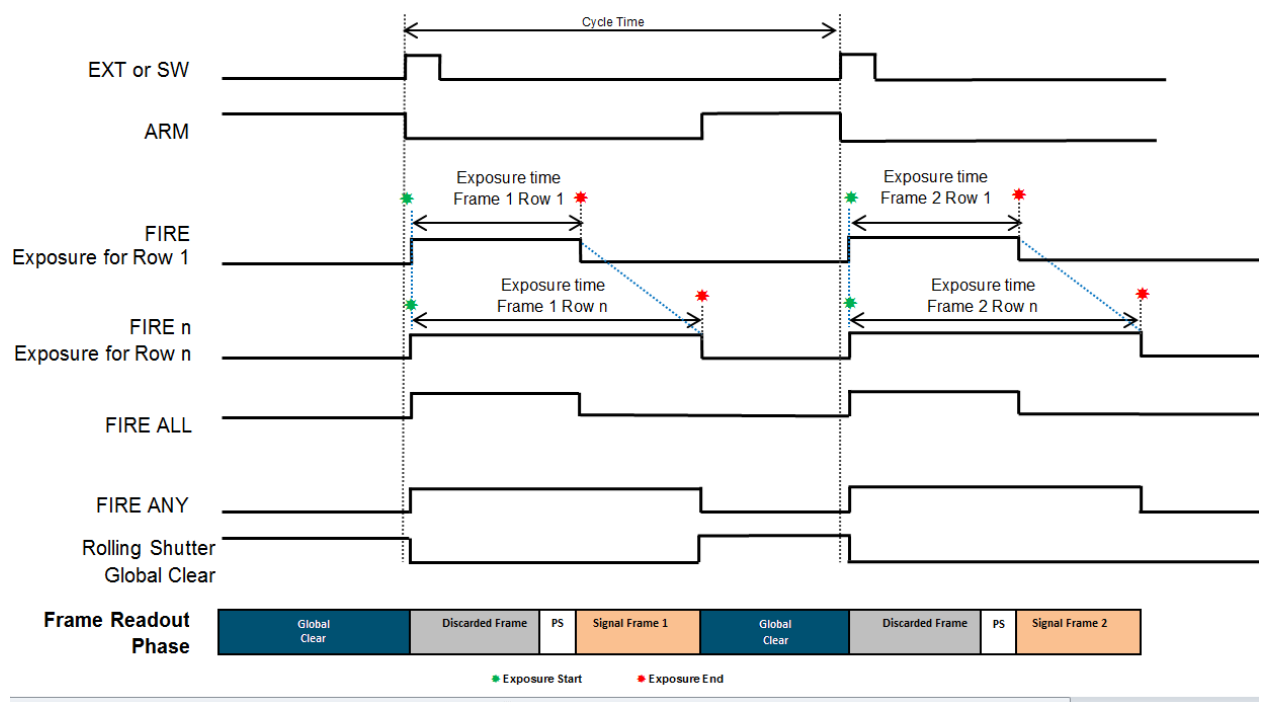 Cycle Time
EXT or SW
ARM
Exposure time
Frame 1 Row 1
Exposure time
Frame 2 Row 1
FIRE
Exposure for Row 1
Exposure time
Frame 1 Row n
Exposure time
Frame 2 Row n
FIRE n
Exposure for Row n
FIRE ALL
FIRE ANY
Rolling Shutter
Global Clear
Frame Readout
Phase
Global
Clear
Discarded Frame
PS
Signal Frame 1
Global
Clear
Discarded Frame
PS
Signal Frame 2
Exposure Start
Exposure End